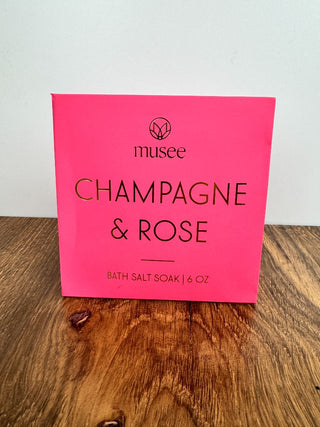 musee
CHAMPAGNE
& ROSE
BATH SALT SOAK | 6 OZ